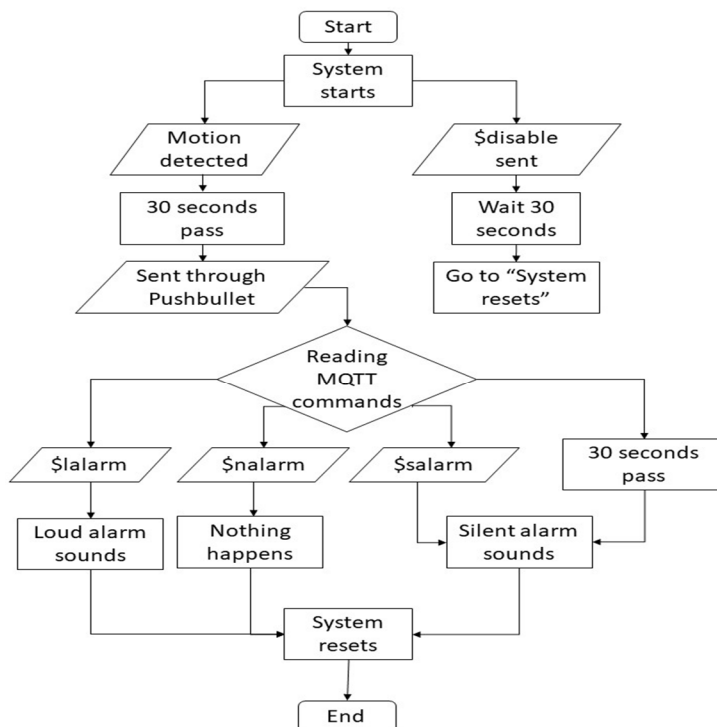 Start
System
starts
Motion
detected
$disable
sent
30 seconds
pass
Wait 30
seconds
Sent through
Pushbullet
Go to “System
resets”
Reading
MQTT
commands
$lalarm
$nalarm
$salarm
30 seconds
pass
Loud alarm
sounds
Nothing
happens
Silent alarm
sounds
System
resets
End